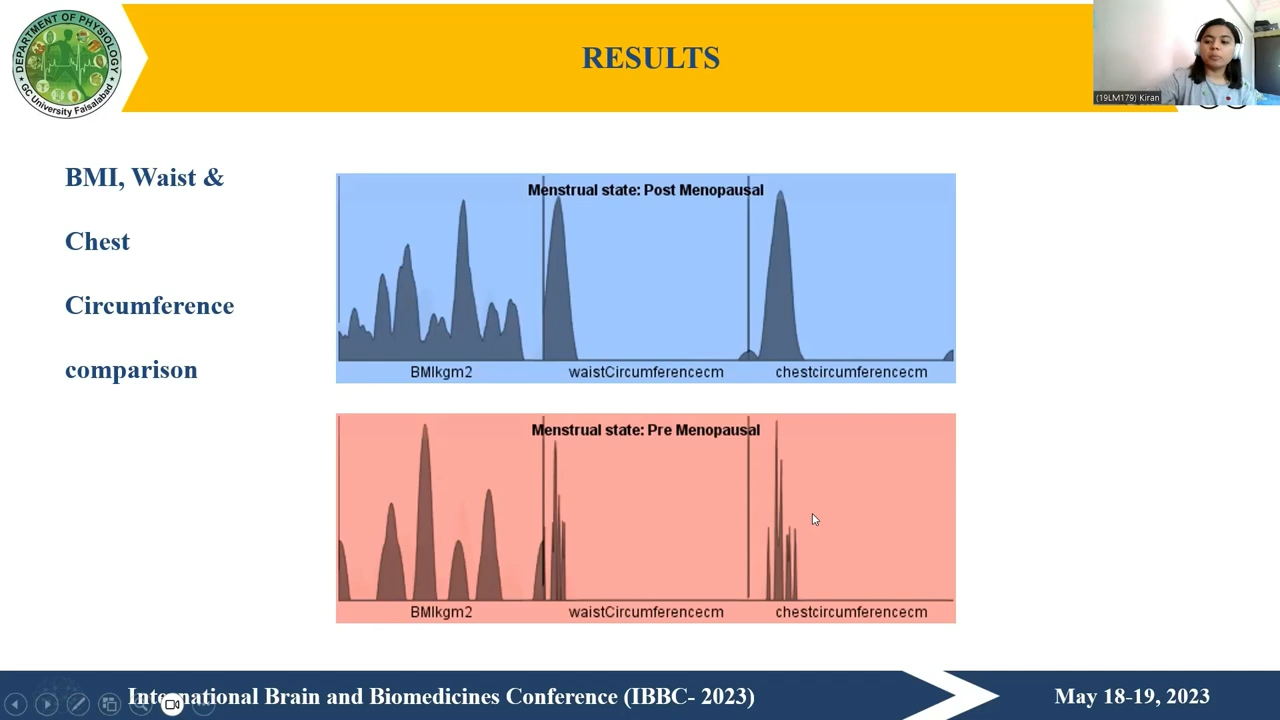 DEPARTMENT OF PHYSIOLOGY
GC University Faisalabad
RESULTS
(19LM179) Kiran
BMI, Waist &
Chest
Circumference
comparison
Menstrual state: Post Menopausal
BMIkgm2 waistCircumferencecm chestcircumferencecm
Menstrual state: Pre Menopausal
BMIkgm2 waistCircumferencecm chestcircumferencecm
International Brain and Biomedicines Conference (IBBC- 2023)
May 18-19, 2023